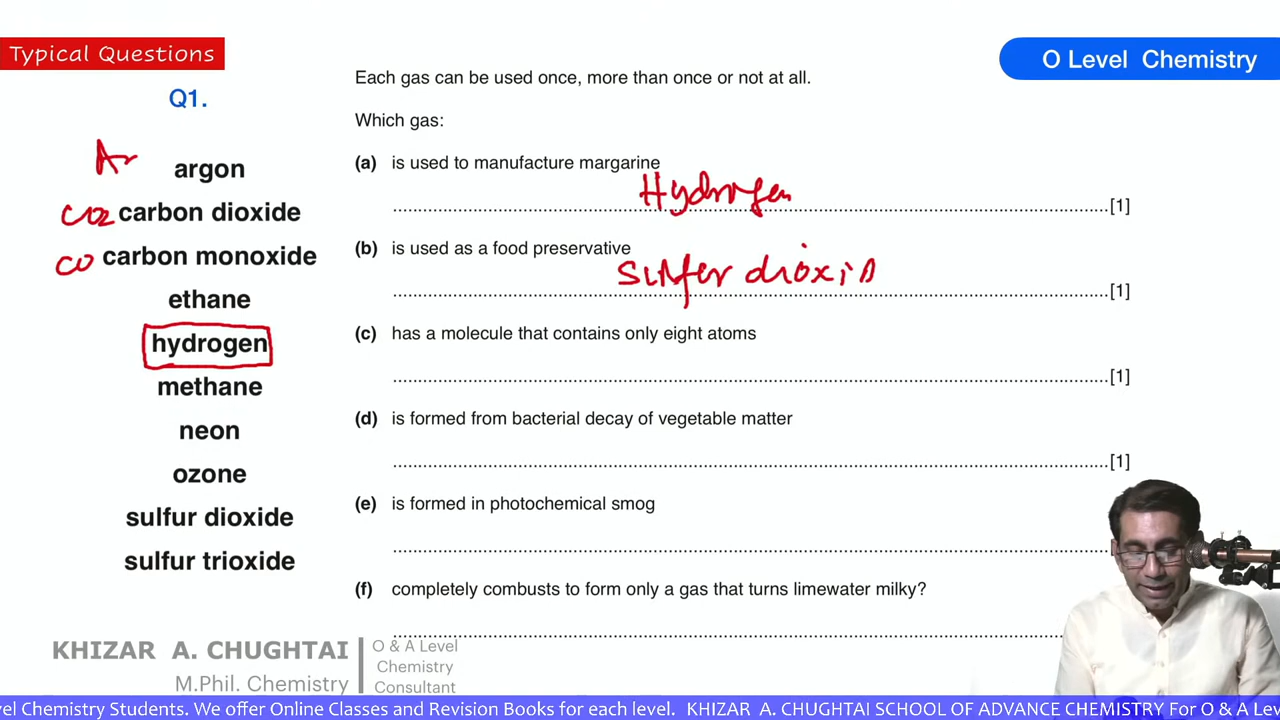 Typical Questions
O Level Chemistry
Q1.
Ar argon
CO2 carbon dioxide
CO carbon monoxide
ethane
hydrogen
methane
neon
ozone
sulfur dioxide
sulfur trioxide
Each gas can be used once, more than once or not at all.
Which gas:
(a) is used to manufacture margarine
Hydrogen
[1]
(b) is used as a food preservative
Sulfer dioxid
[1]
(c) has a molecule that contains only eight atoms
[1]
(d) is formed from bacterial decay of vegetable matter
[1]
(e) is formed in photochemical smog
(f) completely combusts to form only a gas that turns limewater milky?
KHIZAR A. CHUGHTAI
M.Phil. Chemistry
O & A Level
Chemistry
Consultant
vel Chemistry Students. We offer Online Classes and Revision Books for each level. KHIZAR A. CHUGHTAI SCHOOL OF ADVANCE CHEMISTRY For O & A Lev